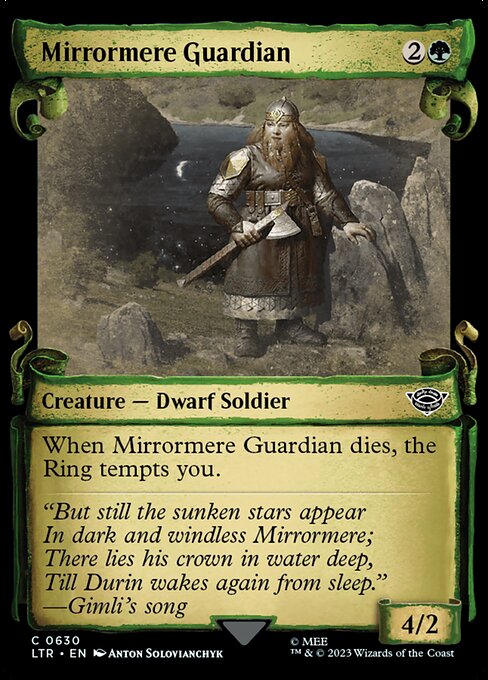 Mirrormere Guardian 2
Creature — Dwarf Soldier
When Mirrormere Guardian dies, the
Ring tempts you.
“But still the sunken stars appear
In dark and windless Mirrormere;
There lies his crown in water deep,
Till Durin wakes again from sleep.”
—Gimli’s song
4/2
C 0630
LTR • EN Anton Solovianchyk
© MEE
™ & © 2023 Wizards of the Coast